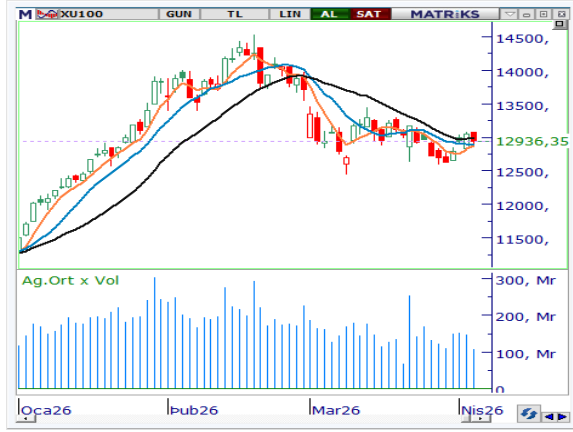 M XU100 GUN TL LIN AL SAT MATRiKS
14500,
14000,
13500,
12936,35
12500,
12000,
11500,
Ag.Ort x Vol
300, Mr
200, Mr
100, Mr
0
Oca26 Þub26 Mar26 Nis26